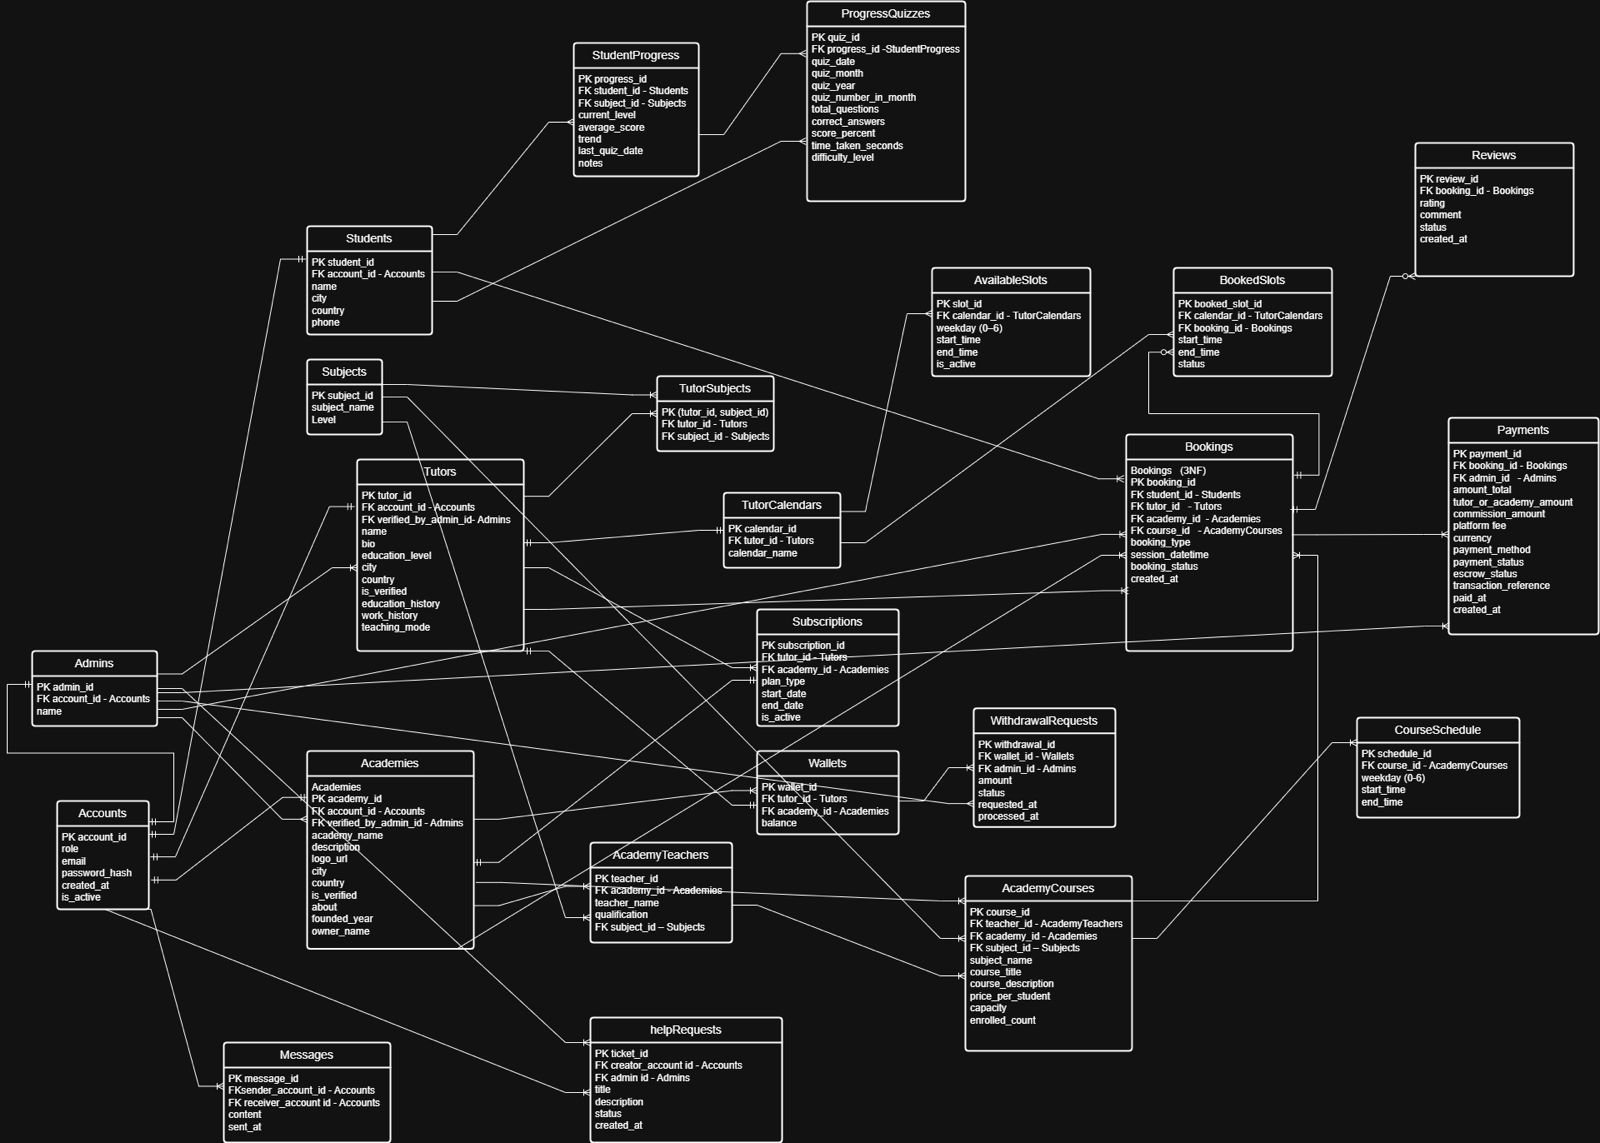 ProgressQuizzes
PK quiz_id
FK progress_id -StudentProgress
quiz_date
quiz_month
quiz_year
quiz_number_in_month
total_questions
correct_answers
score_percent
time_taken_seconds
difficulty_level
StudentProgress
PK progress_id
FK student_id - Students
FK subject_id - Subjects
current_level
average_score
trend
last_quiz_date
notes
Reviews
PK review_id
FK booking_id - Bookings
rating
comment
status
created_at
Students
PK student_id
FK account_id - Accounts
name
city
country
phone
AvailableSlots
PK slot_id
FK calendar_id - TutorCalendars
weekday (0–6)
start_time
end_time
is_active
BookedSlots
PK booked_slot_id
FK calendar_id - TutorCalendars
FK booking_id - Bookings
start_time
end_time
status
Subjects
PK subject_id
subject_name
Level
TutorSubjects
PK (tutor_id, subject_id)
FK tutor_id - Tutors
FK subject_id - Subjects
Payments
PK payment_id
FK booking_id - Bookings
FK admin_id   - Admins
amount_total
tutor_or_academy_amount
commission_amount
platform fee
currency
payment_method
payment_status
escrow_status
transaction_reference
paid_at
created_at
Bookings
Bookings   (3NF)
PK booking_id
FK student_id - Students
FK tutor_id   - Tutors
FK academy_id  - Academies
FK course_id   - AcademyCourses
booking_type
session_datetime
booking_status
created_at
Tutors
PK tutor_id
FK account_id - Accounts
FK verified_by_admin_id- Admins
name
bio
education_level
city
country
is_verified
education_history
work_history
teaching_mode
TutorCalendars
PK calendar_id
FK tutor_id - Tutors
calendar_name
Subscriptions
PK subscription_id
FK tutor_id - Tutors
FK academy_id - Academies
plan_type
start_date
end_date
is_active
Admins
PK admin_id
FK account_id - Accounts
name
WithdrawalRequests
PK withdrawal_id
FK wallet_id - Wallets
FK admin_id - Admins
amount
status
requested_at
processed_at
CourseSchedule
PK schedule_id
FK course_id - AcademyCourses
weekday (0-6)
start_time
end_time
Academies
Academies
PK academy_id
FK account_id - Accounts
FK verified_by_admin_id - Admins
academy_name
description
logo_url
city
country
is_verified
about
founded_year
owner_name
Wallets
PK wallet_id
FK tutor_id - Tutors
FK academy_id - Academies
balance
Accounts
PK account_id
role
email
password_hash
created_at
is_active
AcademyTeachers
PK teacher_id
FK academy_id - Academies
teacher_name
qualification
FK subject_id – Subjects
AcademyCourses
PK course_id
FK teacher_id - AcademyTeachers
FK academy_id - Academies
FK subject_id – Subjects
subject_name
course_title
course_description
price_per_student
capacity
enrolled_count
helpRequests
PK ticket_id
FK creator_account id - Accounts
FK admin id - Admins
title
description
status
created_at
Messages
PK message_id
FKsender_account_id - Accounts
FK receiver_account id - Accounts
content
sent_at